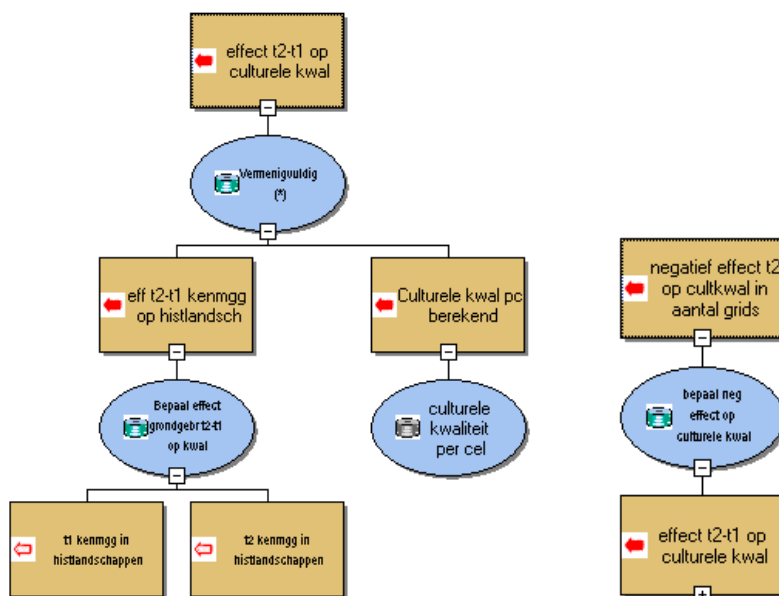 effect t2-t1 op
culturele kwal
Vermenigvuldig
(*)
eff t2-t1 kenmgg
op histlandsch
Culturele kwal pc
berekend
Bepaal effect
grondgebr t2-t1
op kwal
culturele
kwaliteit
per cel
t1 kenmgg in
histlandschappen
t2 kenmgg in
histlandschappen
negatief effect t2
op cultkwal in
aantal grids
bepaal neg
effect op
culturele kwal
effect t2-t1 op
culturele kwal